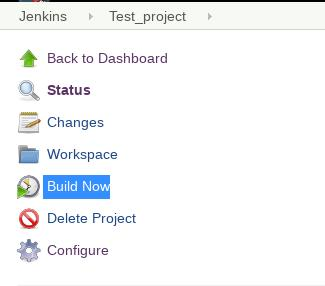 Jenkins Test_project
Back to Dashboard
Status
Changes
Workspace
Build Now
Delete Project
Configure